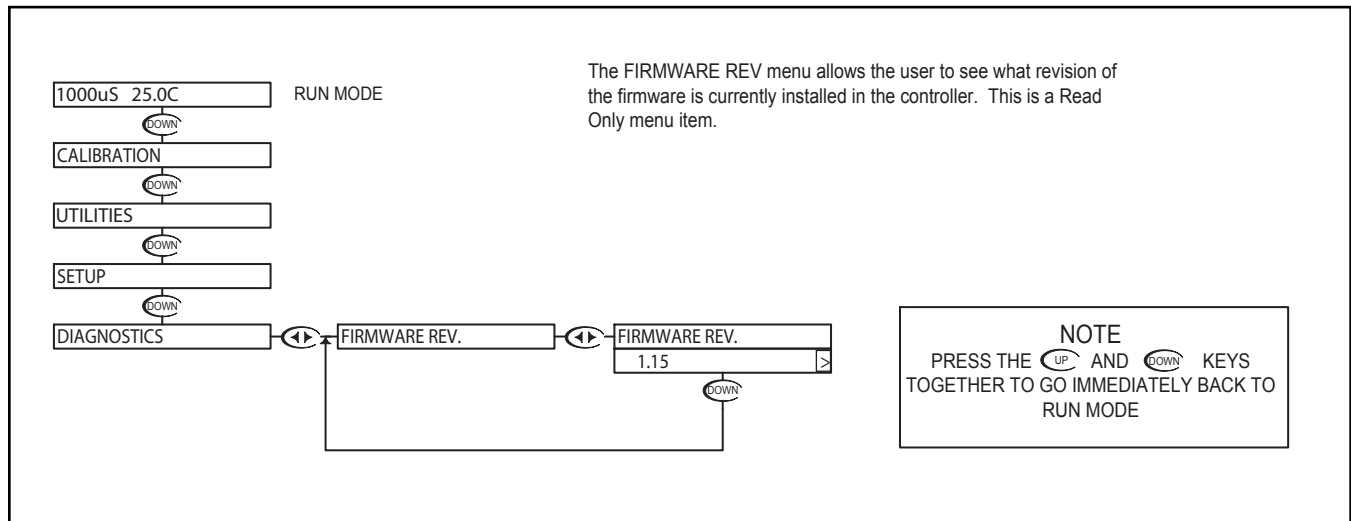 1000uS 25.0C
RUN MODE
The FIRMWARE REV menu allows the user to see what revision of
the firmware is currently installed in the controller. This is a Read
Only menu item.
DOWN
CALIBRATION
DOWN
UTILITIES
DOWN
SETUP
DOWN
DIAGNOSTICS
FIRMWARE REV.
FIRMWARE REV.
1.15 >
DOWN
NOTE
PRESS THE UP AND DOWN KEYS
TOGETHER TO GO IMMEDIATELY BACK TO
RUN MODE